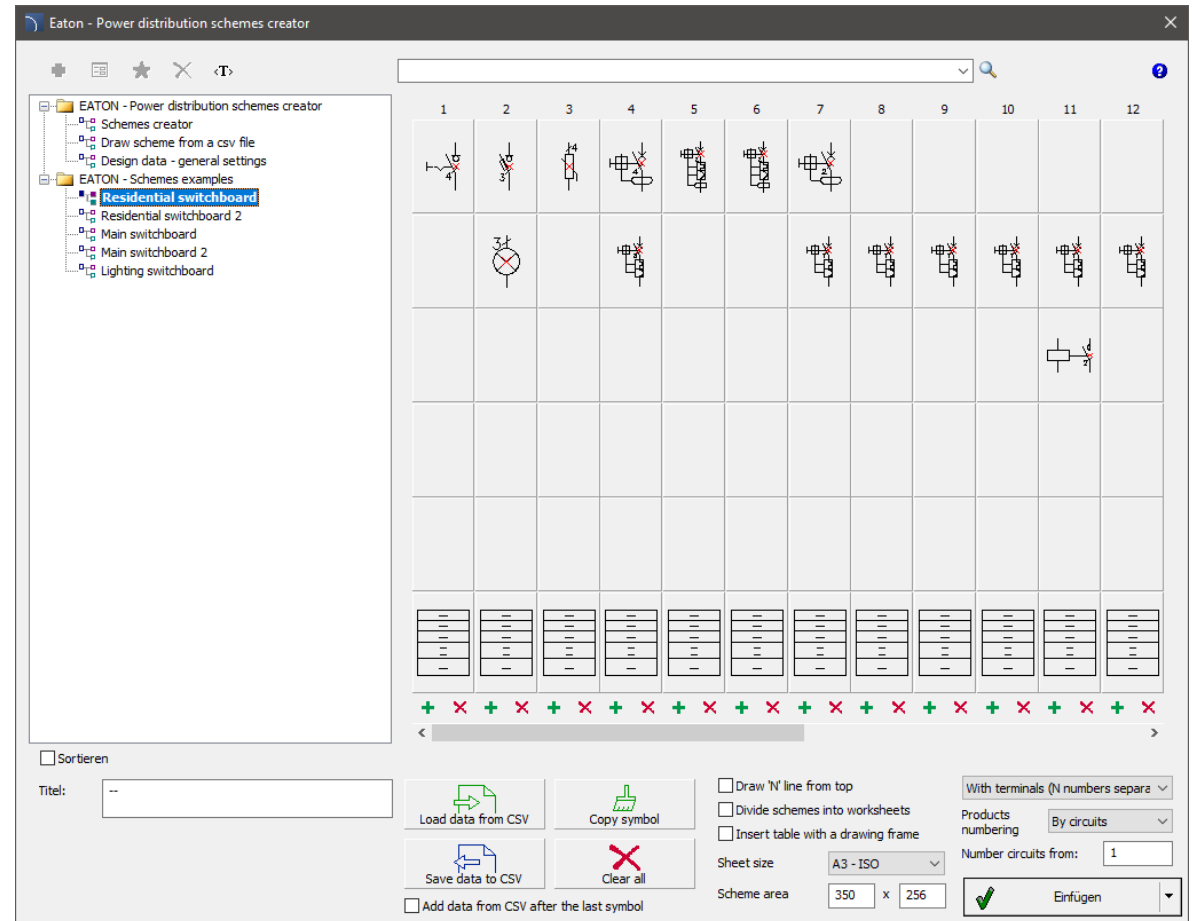 Eaton - Power distribution schemes creator
<T>
EATON - Power distribution schemes creator
Schemes creator
Draw scheme from a csv file
Design data - general settings
EATON - Schemes examples
Residential switchboard
Residential switchboard 2
Main switchboard
Main switchboard 2
Lighting switchboard
1 2 3 4 5 6 7 8 9 10 11 12
Sortieren
Titel: --
Load data from CSV
Copy symbol
Save data to CSV
Clear all
Add data from CSV after the last symbol
Draw 'N' line from top
Divide schemes into worksheets
Insert table with a drawing frame
Sheet size A3 - ISO
Scheme area 350 x 256
With terminals (N numbers separa
Products numbering By circuits
Number circuits from: 1
Einfügen